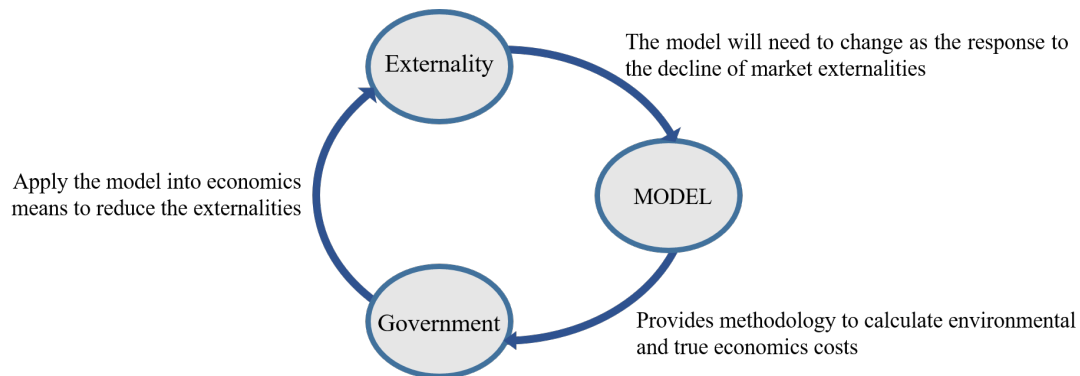 Externality
The model will need to change as the response to
the decline of market externalities
MODEL
Apply the model into economics
means to reduce the externalities
Government
Provides methodology to calculate environmental
and true economics costs